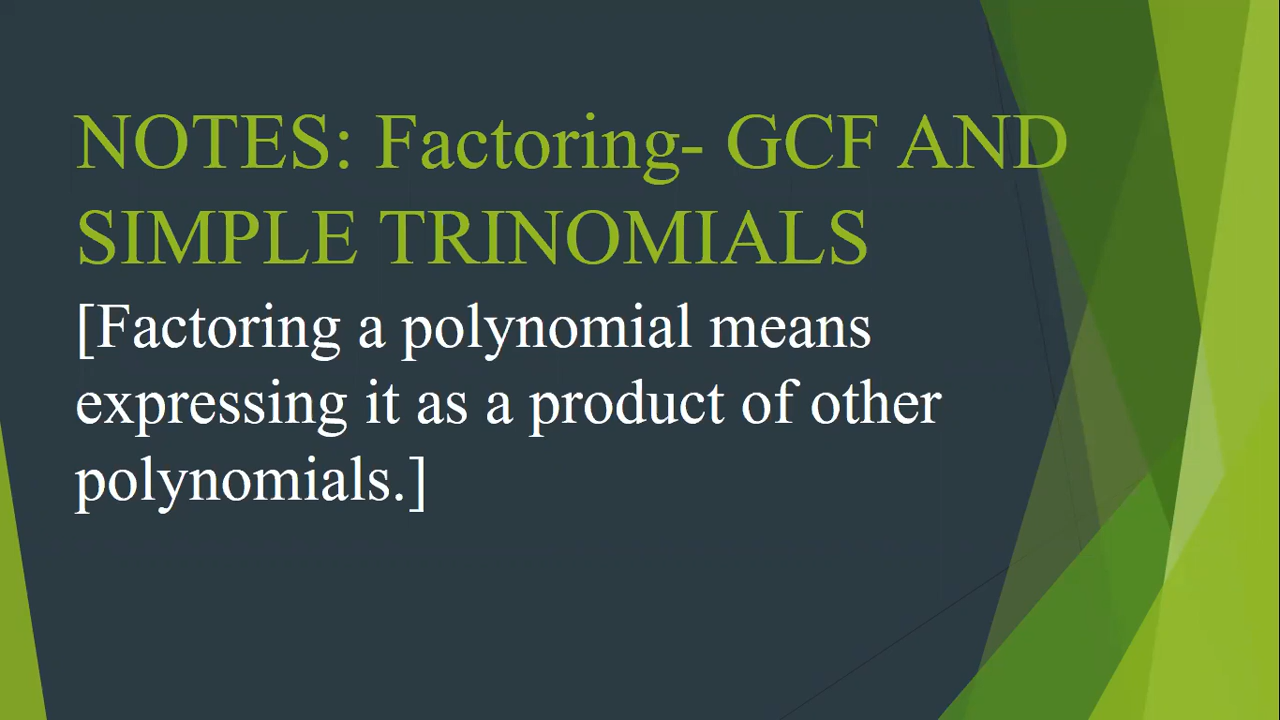 NOTES: Factoring- GCF AND
SIMPLE TRINOMIALS
[Factoring a polynomial means
expressing it as a product of other
polynomials.]